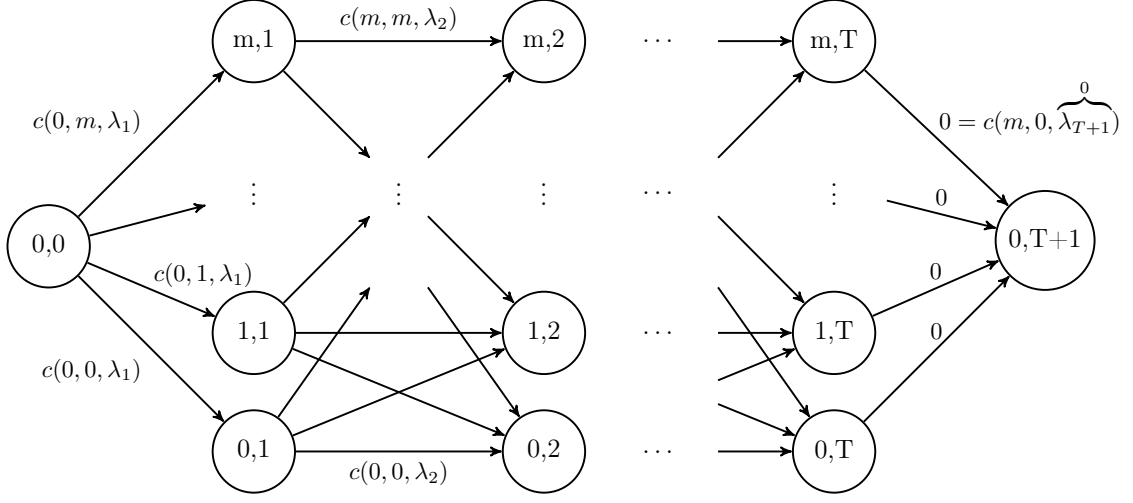 c(m, m, λ₂)
m,1
m,2
· · ·
m,T
c(0, m, λ₁)
0
0 = c(m, 0, λ_{T+1})
⋮
⋮
⋮
· · ·
⋮
0
0,0
0,T+1
c(0, 1, λ₁)
0
1,1
1,2
· · ·
1,T
0
c(0, 0, λ₁)
0,1
0,2
· · ·
0,T
c(0, 0, λ₂)